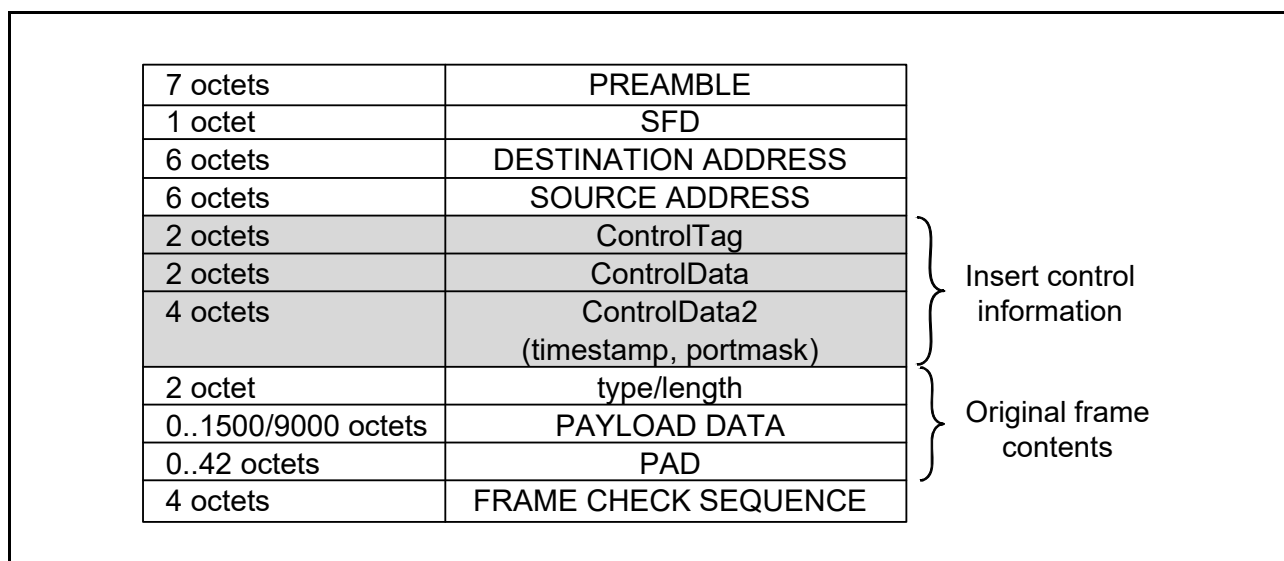 7 octets PREAMBLE
1 octet SFD
6 octets DESTINATION ADDRESS
6 octets SOURCE ADDRESS
2 octets ControlTag
2 octets ControlData
4 octets ControlData2
(timestamp, portmask)
Insert control
information
2 octet type/length
0..1500/9000 octets PAYLOAD DATA
0..42 octets PAD
Original frame
contents
4 octets FRAME CHECK SEQUENCE